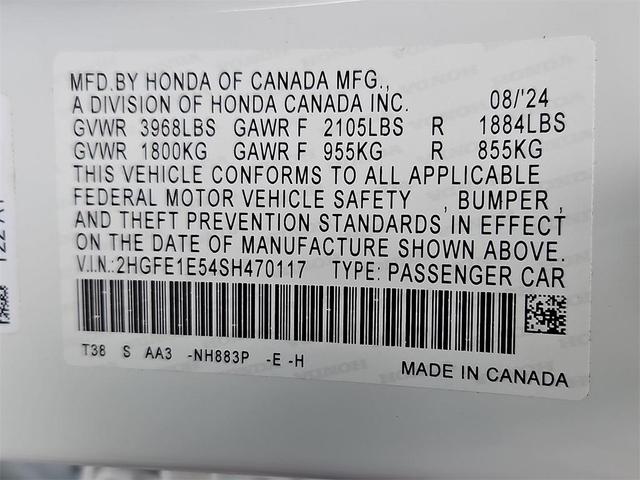 MFD.BY HONDA OF CANADA MFG.,
A DIVISION OF HONDA CANADA INC. 08/'24
GVWR 3968LBS GAWR F 2105LBS R 1884LBS
GVWR 1800KG GAWR F 955KG R 855KG
THIS VEHICLE CONFORMS TO ALL APPLICABLE
FEDERAL MOTOR VEHICLE SAFETY , BUMPER ,
AND THEFT PREVENTION STANDARDS IN EFFECT
ON THE DATE OF MANUFACTURE SHOWN ABOVE.
V.I.N.:2HGFE1E54SH470117 TYPE: PASSENGER CAR
T38 S AA3 -NH883P -E -H
MADE IN CANADA